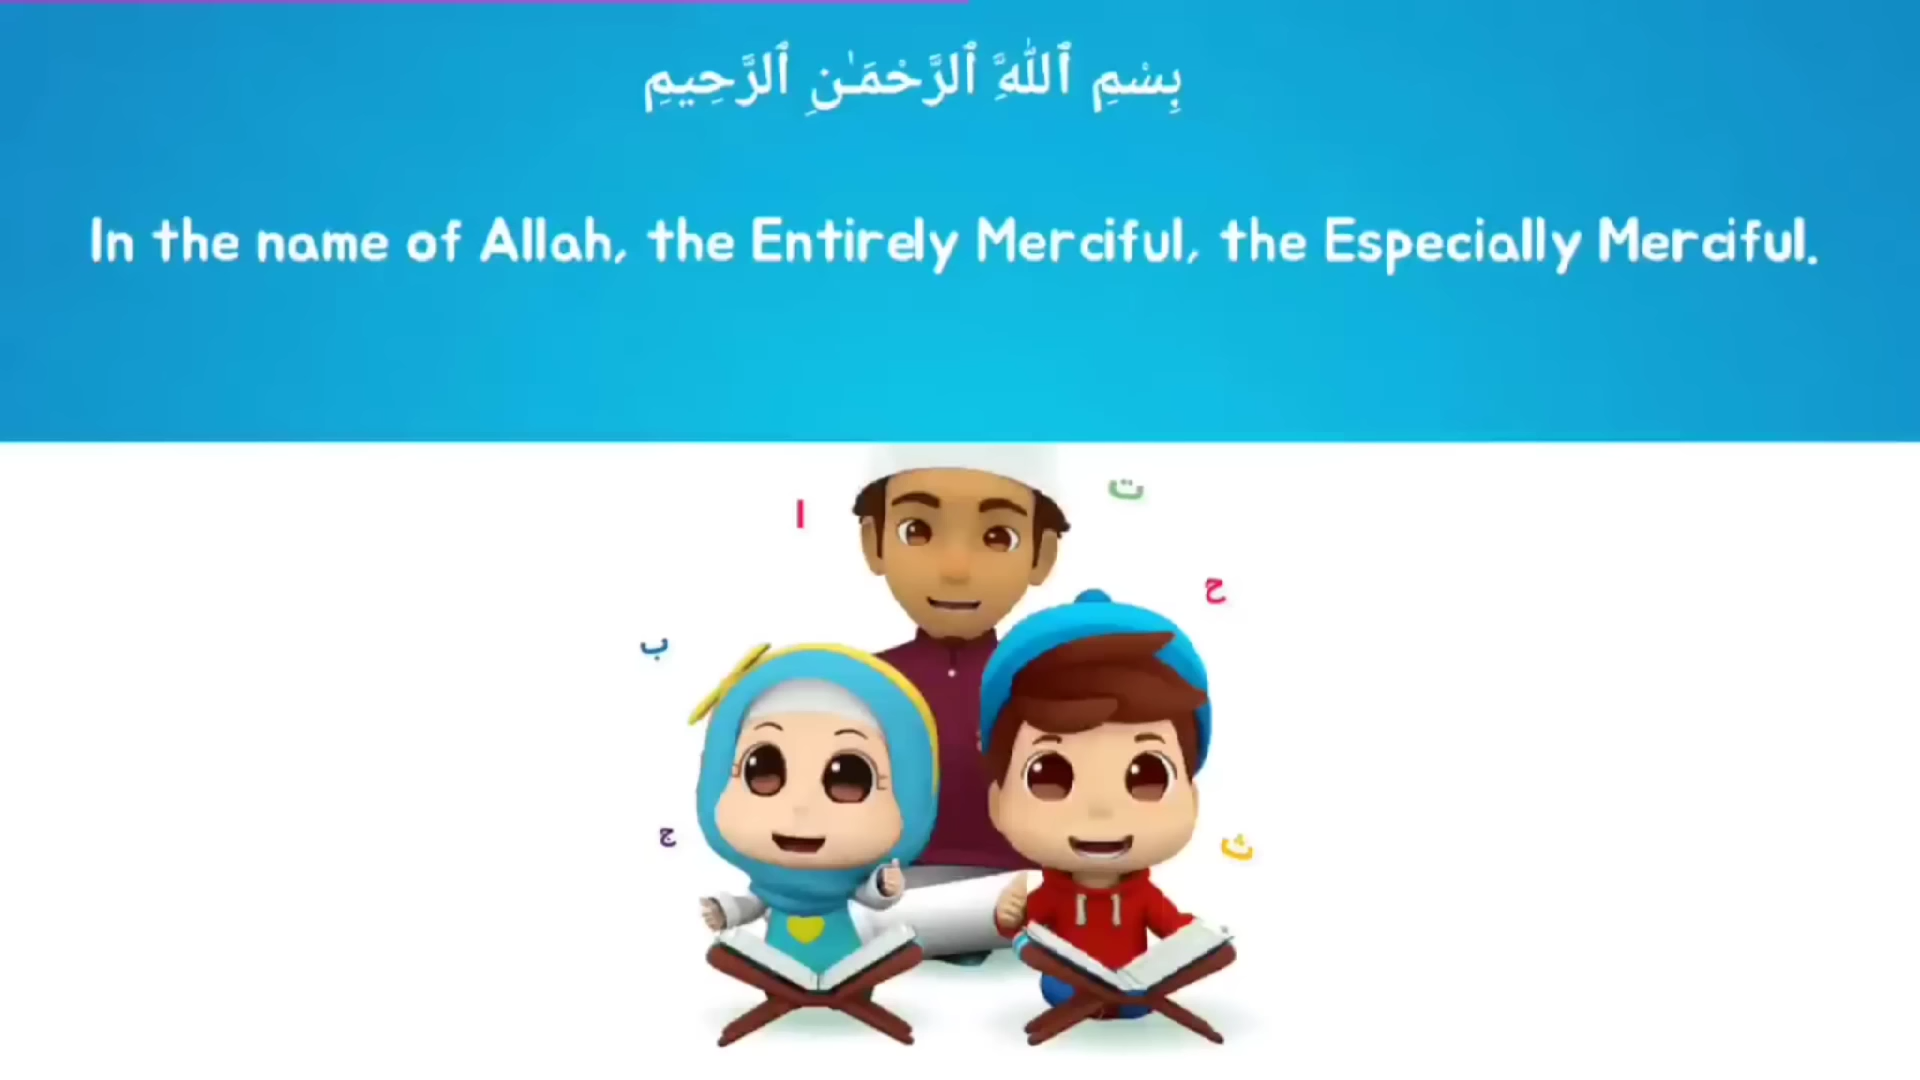 بِسْمِ ٱللَّهِ ٱلرَّحْمَـٰنِ ٱلرَّحِيمِ
In the name of Allah, the Entirely Merciful, the Especially Merciful.
ا
ت
ح
ب
ج
ث